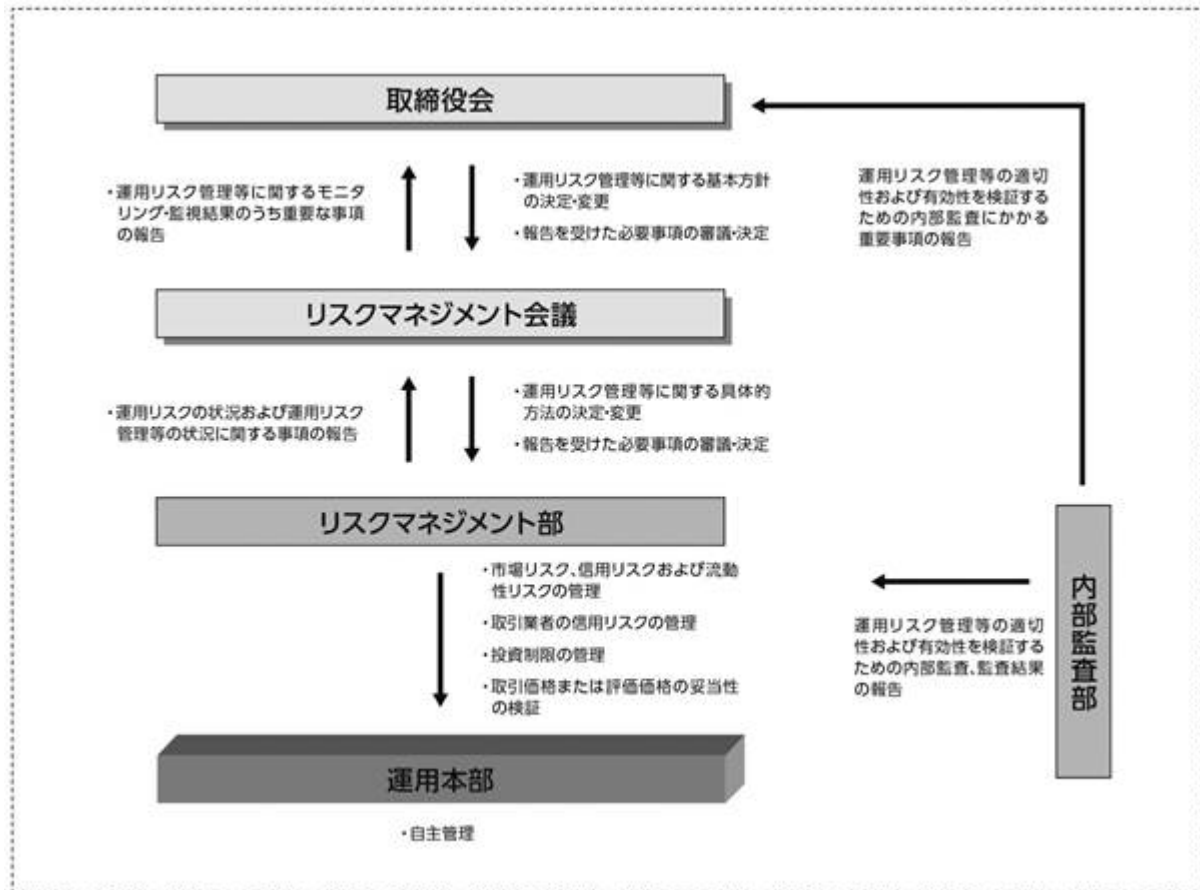 取締役会
・運用リスク管理等に関するモニタ
リング・監視結果のうち重要な事項
の報告
・運用リスク管理等に関する基本方針
の決定・変更
・報告を受けた必要事項の審議・決定
運用リスク管理等の適切
性および有効性を検証する
ための内部監査にかかる
重要事項の報告
リスクマネジメント会議
・運用リスクの状況および運用リスク
管理等の状況に関する事項の報告
・運用リスク管理等に関する具体的
方法の決定・変更
・報告を受けた必要事項の審議・決定
リスクマネジメント部
・市場リスク、信用リスクおよび流動
性リスクの管理
・取引業者の信用リスクの管理
・投資制限の管理
・取引価格または評価価格の妥当性
の検証
運用リスク管理等の適切
性および有効性を検証する
ための内部監査、監査結果
の報告
内部監査部
運用本部
・自主管理